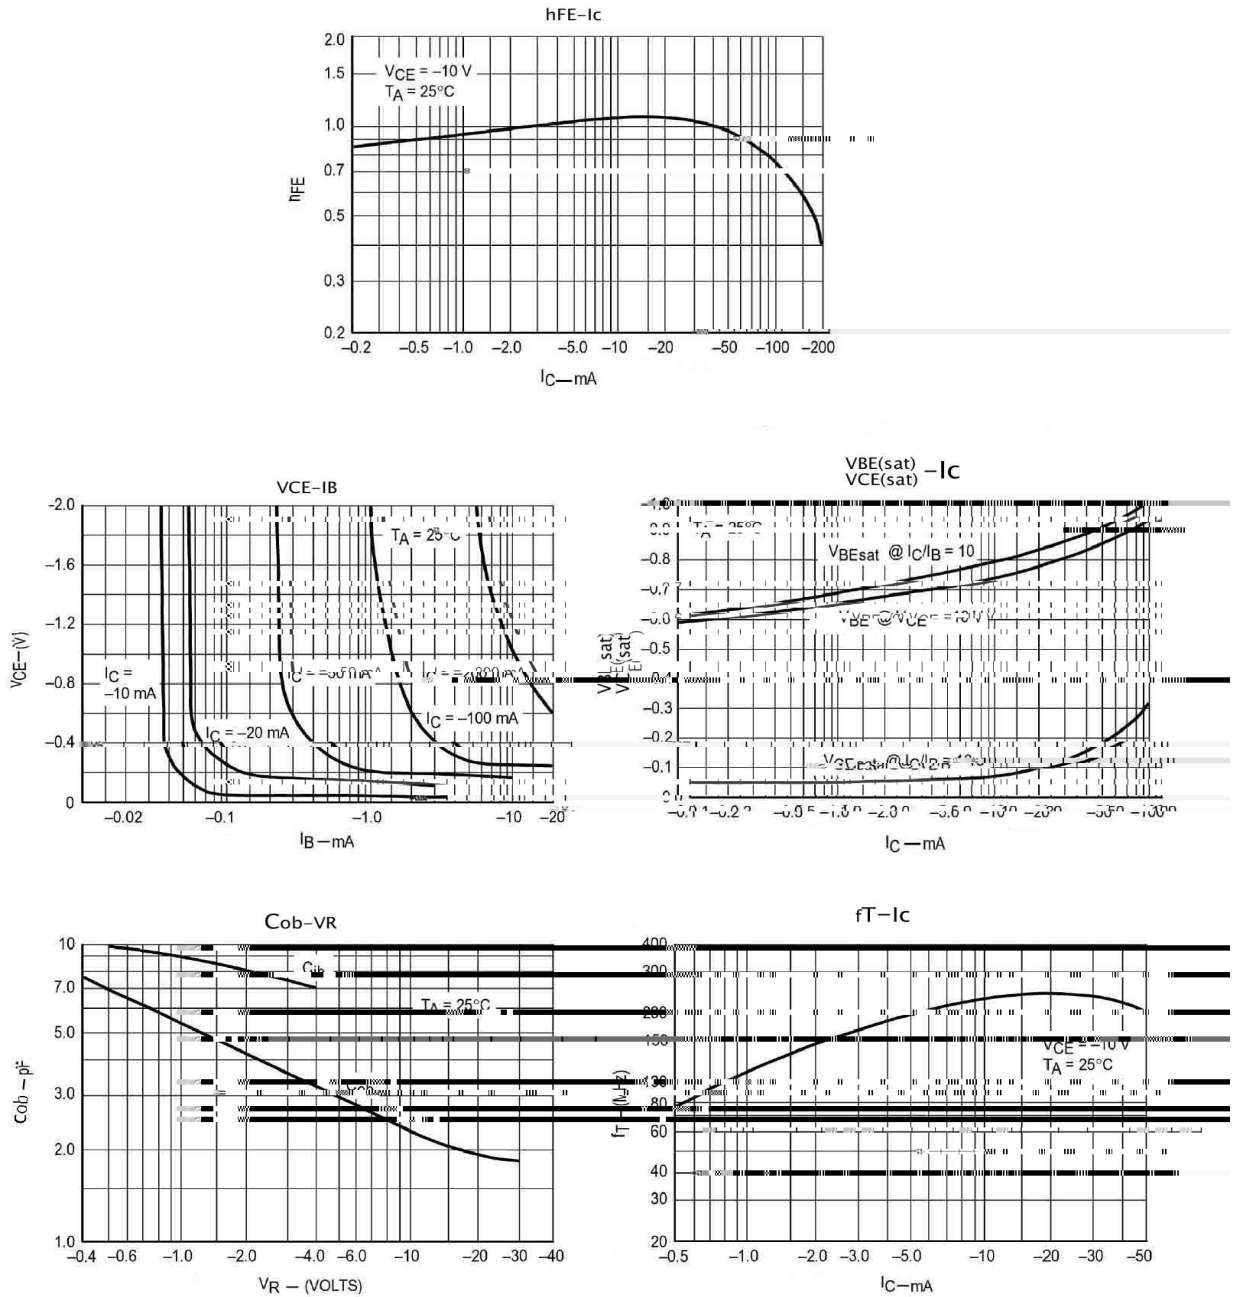 hFE–Ic
2.0
1.5
1.0
0.7
0.5
0.3
0.2
VCE = –10 V
TA = 25°C
hFE
–0.2 –0.5 –1.0 –2.0 –5.0 –10 –20 –50 –100 –200
IC—mA
VCE–IB
–2.0
–1.6
–1.2
–0.8
–0.4
0
TA = 25°C
IC =
–10 mA
IC = –20 mA
IC = –100 mA
VCE–(V)
–0.02 –0.1 –1.0 –10 –20
IB—mA
VBE(sat)
VCE(sat) –Ic
–0.8
–0.5
–0.3
–0.2
–0.1
TA = 25°C
VBEsat @ IC/IB = 10
IC—mA
Cob–VR
10
7.0
5.0
3.0
2.0
1.0
TA = 25°C
Cob – pF
–0.4 –0.6 –1.0 –2.0 –4.0 –6.0 –10 –20 –30 –40
VR — (VOLTS)
fT–Ic
400
300
200
150
80
60
40
30
20
VCE = –10 V
TA = 25°C
–0.5 –1.0 –2.0 –3.0 –5.0 –10 –20 –30 –50
IC—mA